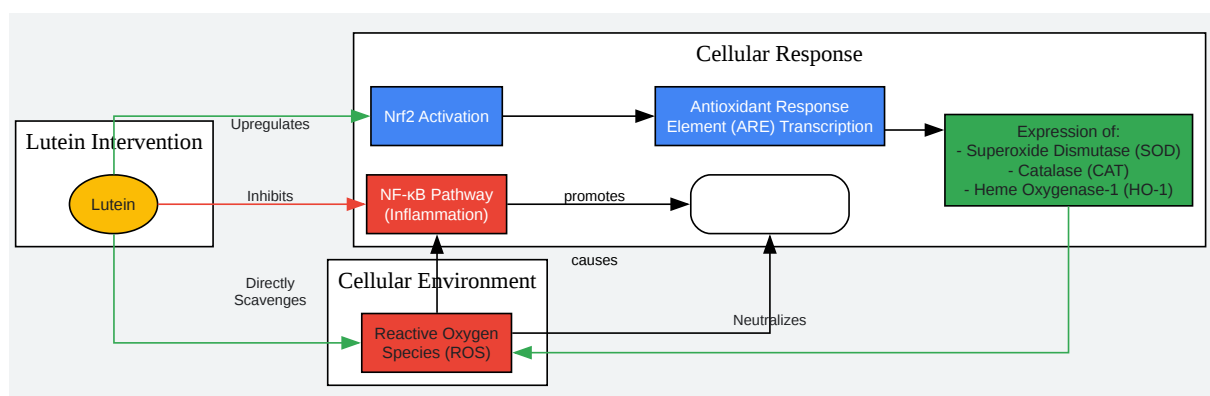 Cellular Response
Nrf2 Activation
Antioxidant Response
Element (ARE) Transcription
Expression of:
- Superoxide Dismutase (SOD)
- Catalase (CAT)
- Heme Oxygenase-1 (HO-1)
Upregulates
Lutein Intervention
Lutein
Inhibits
NF-κB Pathway
(Inflammation)
promotes
causes
Directly
Scavenges
Cellular Environment
Reactive Oxygen
Species (ROS)
Neutralizes